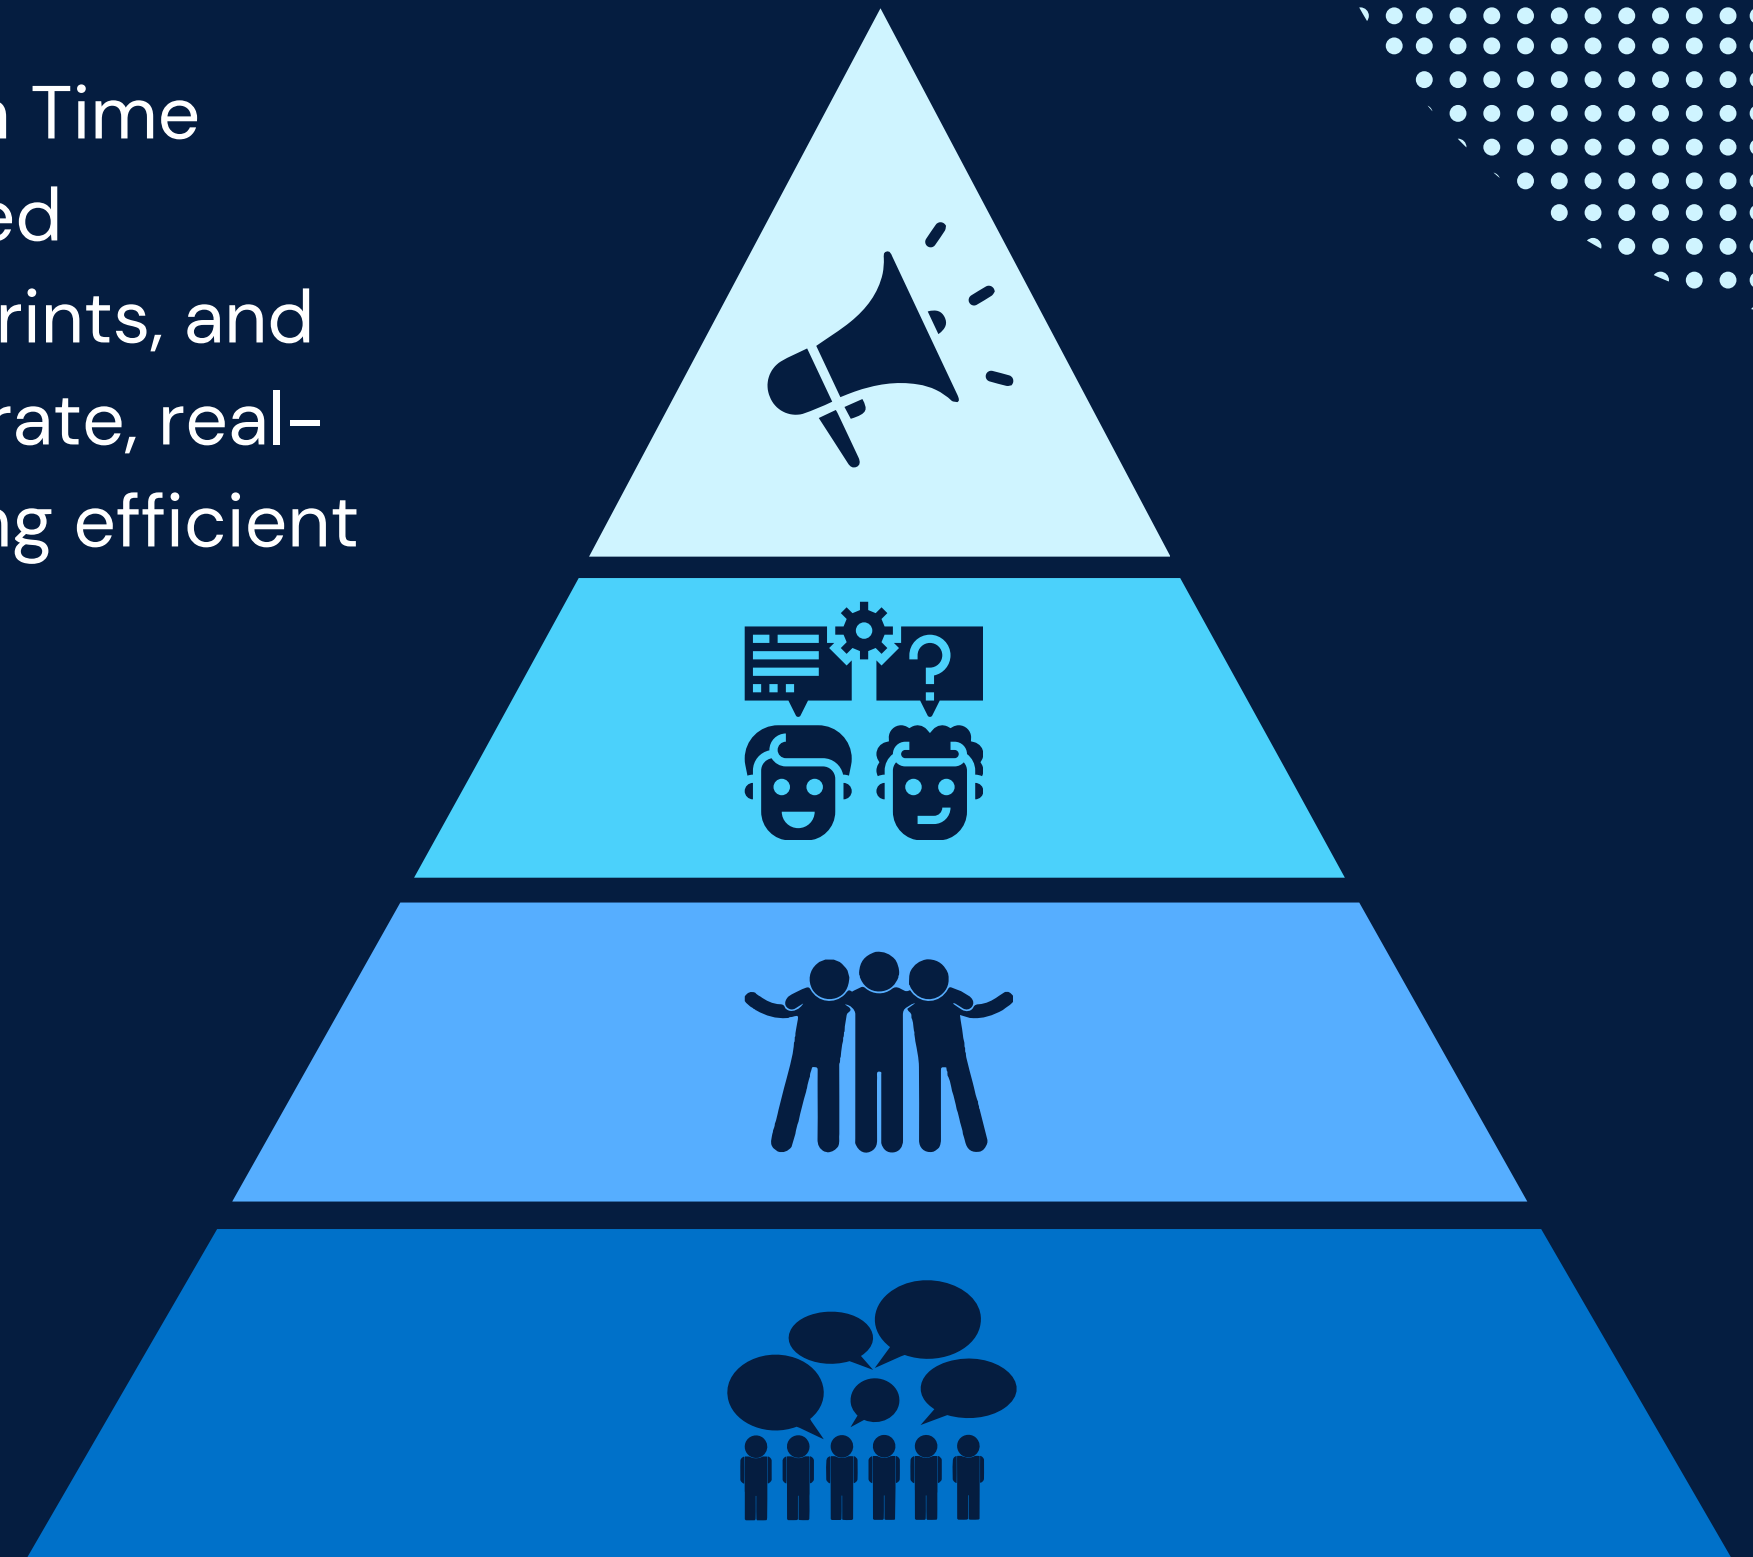 Time
ed
rints, and
rate, real-
ng efficient
?